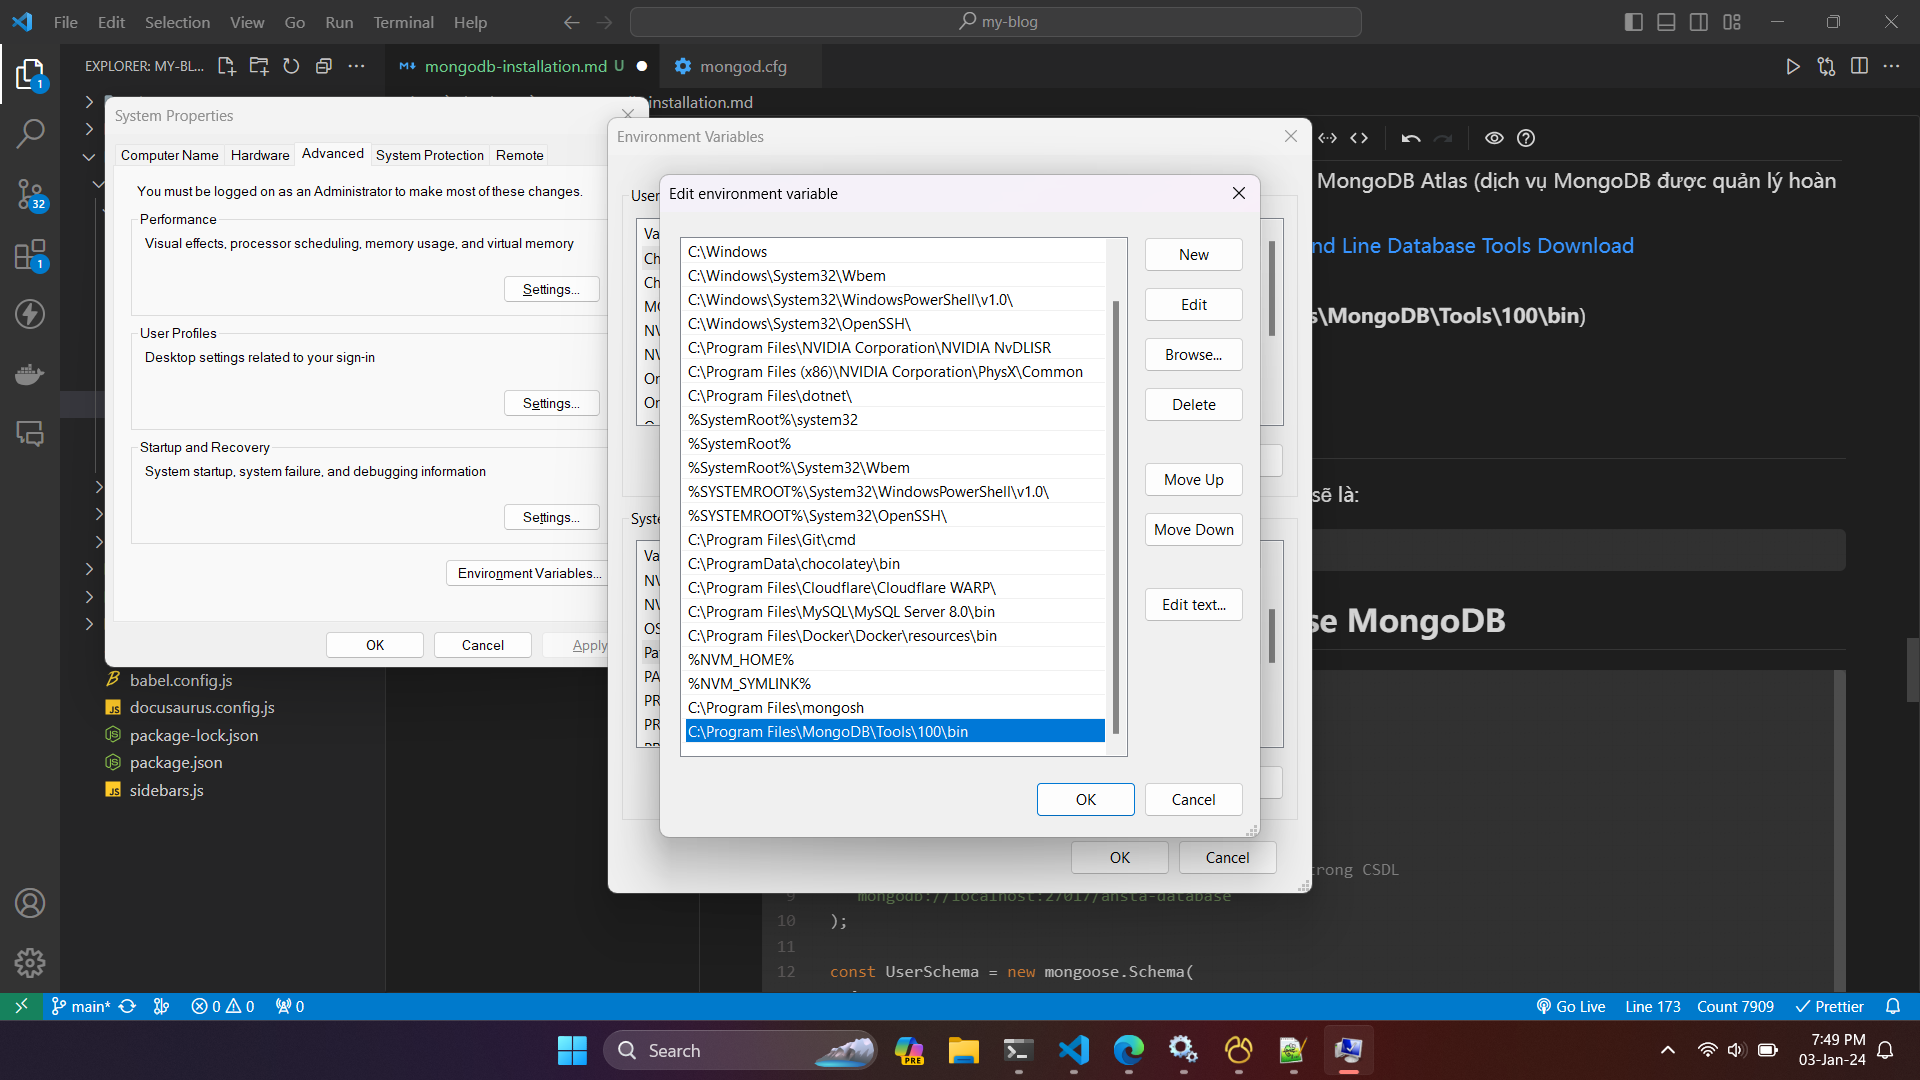 File Edit Selection View Go Run Terminal Help
my-blog
EXPLORER: MY-BL...
mongodb-installation.md U
mongod.cfg
1
installation.md
System Properties
Computer Name Hardware Advanced System Protection Remote
You must be logged on as an Administrator to make most of these changes.
Performance
Visual effects, processor scheduling, memory usage, and virtual memory
Settings...
User Profiles
Desktop settings related to your sign-in
Settings...
Startup and Recovery
System startup, system failure, and debugging information
Settings...
Environment Variables...
OK Cancel Apply
32
1
babel.config.js
docusaurus.config.js
package-lock.json
package.json
sidebars.js
Environment Variables
User
Va
Ch
Ch
MO
NV
NV
On
On
Syste
Va
NV
NV
OS
Pa
PA
PR
PR
OK Cancel
Edit environment variable
C:\Windows
C:\Windows\System32\Wbem
C:\Windows\System32\WindowsPowerShell\v1.0\
C:\Windows\System32\OpenSSH\
C:\Program Files\NVIDIA Corporation\NVIDIA NvDLISR
C:\Program Files (x86)\NVIDIA Corporation\PhysX\Common
C:\Program Files\dotnet\
%SystemRoot%\system32
%SystemRoot%
%SystemRoot%\System32\Wbem
%SYSTEMROOT%\System32\WindowsPowerShell\v1.0\
%SYSTEMROOT%\System32\OpenSSH\
C:\Program Files\Git\cmd
C:\ProgramData\chocolatey\bin
C:\Program Files\Cloudflare\Cloudflare WARP\
C:\Program Files\MySQL\MySQL Server 8.0\bin
C:\Program Files\Docker\Docker\resources\bin
%NVM_HOME%
%NVM_SYMLINK%
C:\Program Files\mongosh
C:\Program Files\MongoDB\Tools\100\bin
New
Edit
Browse...
Delete
Move Up
Move Down
Edit text...
OK Cancel
MongoDB Atlas (dịch vụ MongoDB được quản lý hoàn
nd Line Database Tools Download
s\MongoDB\Tools\100\bin)
sẽ là:
se MongoDB
trong CSDL
9 mongodb://localhost:27017/ansta-database
10 );
11
12 const UserSchema = new mongoose.Schema(
main* 0 0 0
Go Live Line 173 Count 7909 Prettier
Search
PRE
7:49 PM
03-Jan-24